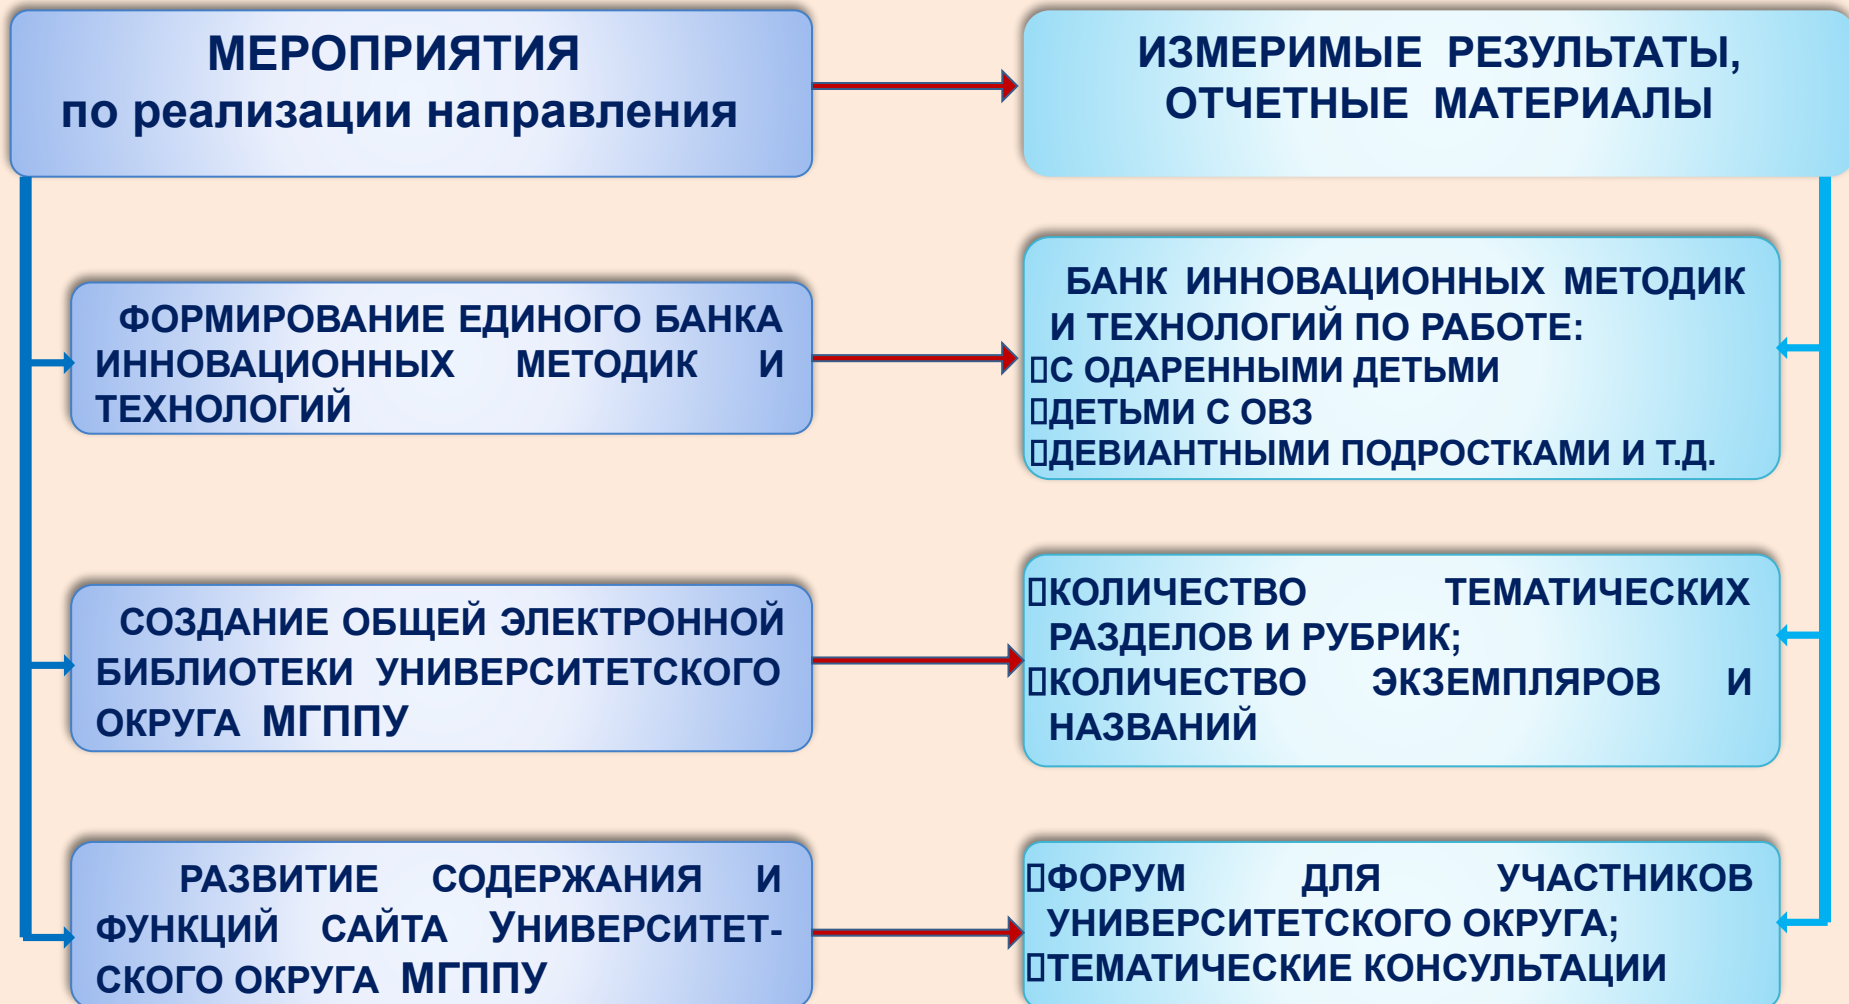 МЕРОПРИЯТИЯ
по реализации направления
ИЗМЕРИМЫЕ РЕЗУЛЬТАТЫ,
ОТЧЕТНЫЕ МАТЕРИАЛЫ
ФОРМИРОВАНИЕ ЕДИНОГО БАНКА
ИННОВАЦИОННЫХ МЕТОДИК И
ТЕХНОЛОГИЙ
БАНК ИННОВАЦИОННЫХ МЕТОДИК
И ТЕХНОЛОГИЙ ПО РАБОТЕ:
С ОДАРЕННЫМИ ДЕТЬМИ
ДЕТЬМИ С ОВЗ
ДЕВИАНТНЫМИ ПОДРОСТКАМИ И Т.Д.
СОЗДАНИЕ ОБЩЕЙ ЭЛЕКТРОННОЙ
БИБЛИОТЕКИ УНИВЕРСИТЕТСКОГО
ОКРУГА МГППУ
КОЛИЧЕСТВО ТЕМАТИЧЕСКИХ
РАЗДЕЛОВ И РУБРИК;
КОЛИЧЕСТВО ЭКЗЕМПЛЯРОВ И
НАЗВАНИЙ
РАЗВИТИЕ СОДЕРЖАНИЯ И
ФУНКЦИЙ САЙТА УНИВЕРСИТЕТ-
СКОГО ОКРУГА МГППУ
ФОРУМ ДЛЯ УЧАСТНИКОВ
УНИВЕРСИТЕТСКОГО ОКРУГА;
ТЕМАТИЧЕСКИЕ КОНСУЛЬТАЦИИ